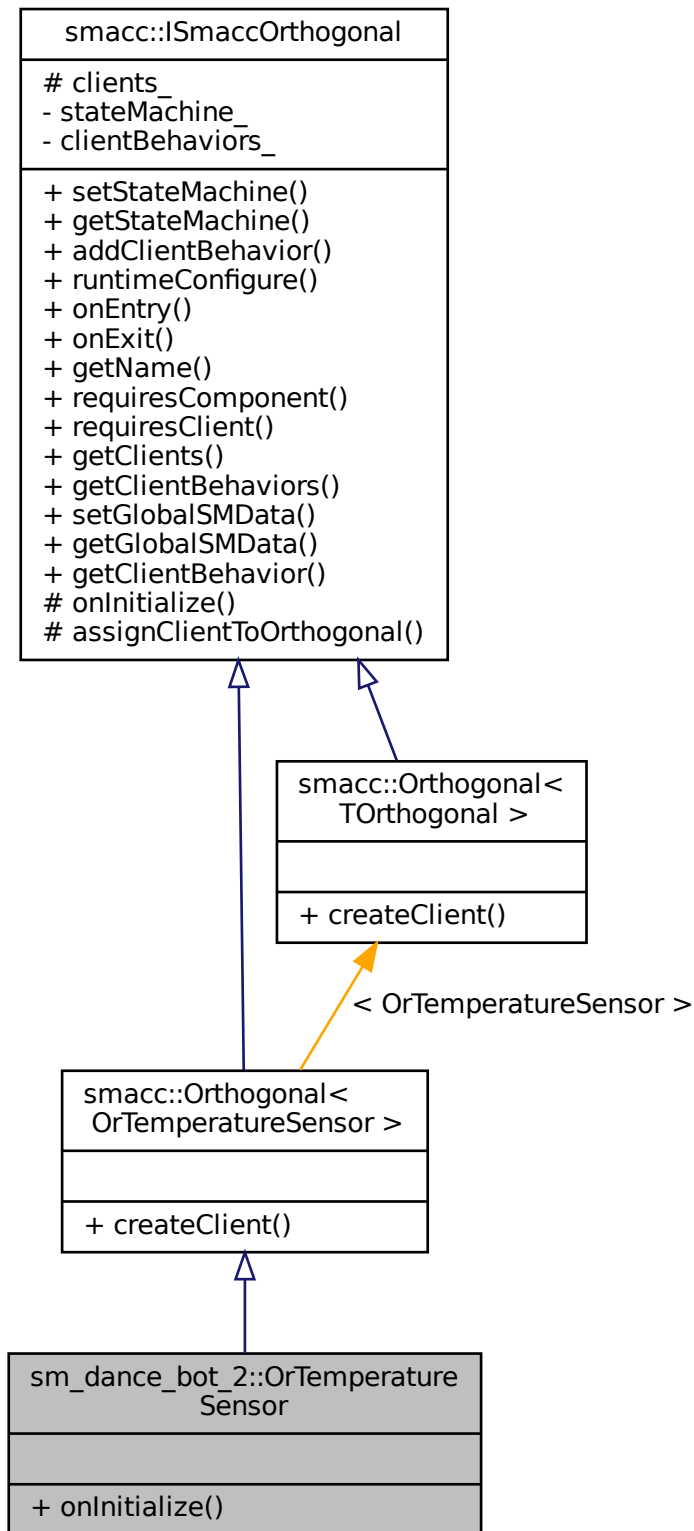 smacc::ISmaccOrthogonal
# clients_
- stateMachine_
- clientBehaviors_
+ setStateMachine()
+ getStateMachine()
+ addClientBehavior()
+ runtimeConfigure()
+ onEntry()
+ onExit()
+ getName()
+ requiresComponent()
+ requiresClient()
+ getClients()
+ getClientBehaviors()
+ setGlobalSMData()
+ getGlobalSMData()
+ getClientBehavior()
# onInitialize()
# assignClientToOrthogonal()
smacc::Orthogonal<
TOrthogonal >
+ createClient()
< OrTemperatureSensor >
smacc::Orthogonal<
OrTemperatureSensor >
+ createClient()
sm_dance_bot_2::OrTemperature
Sensor
+ onInitialize()